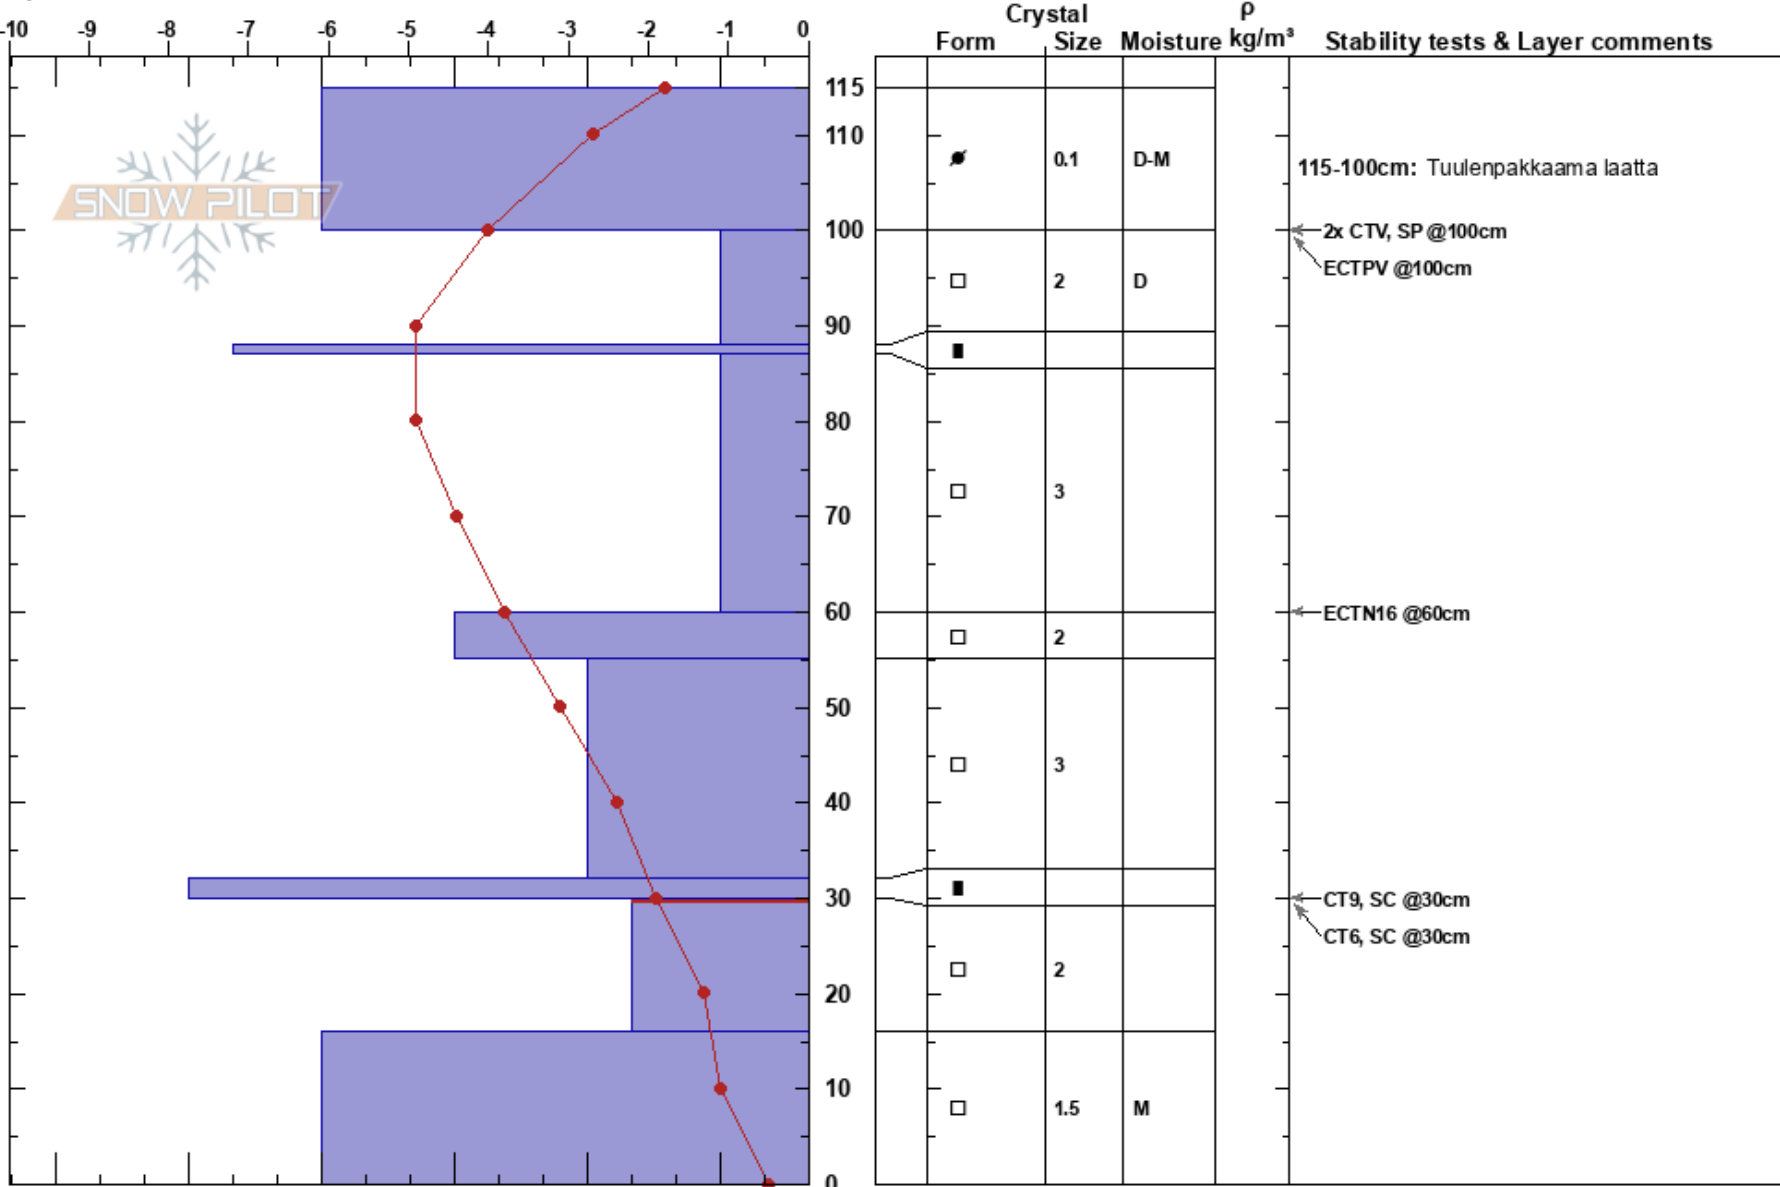 Crystal ρ
-10 -9 -8 -7 -6 -5 -4 -3 -2 -1 0 Form Size Moisture kg/m³ Stability tests & Layer comments
115
110
0.1 D-M
115-100cm: Tuulenpakkaama laatta
SNOW PILOT
100 2x CTV, SP @100cm
ECTPV @100cm
2 D
90
80
3
70
60 ECTN16 @60cm
2
50
3
40
30 CT9, SC @30cm
CT6, SC @30cm
2
20
10
1.5 M
0